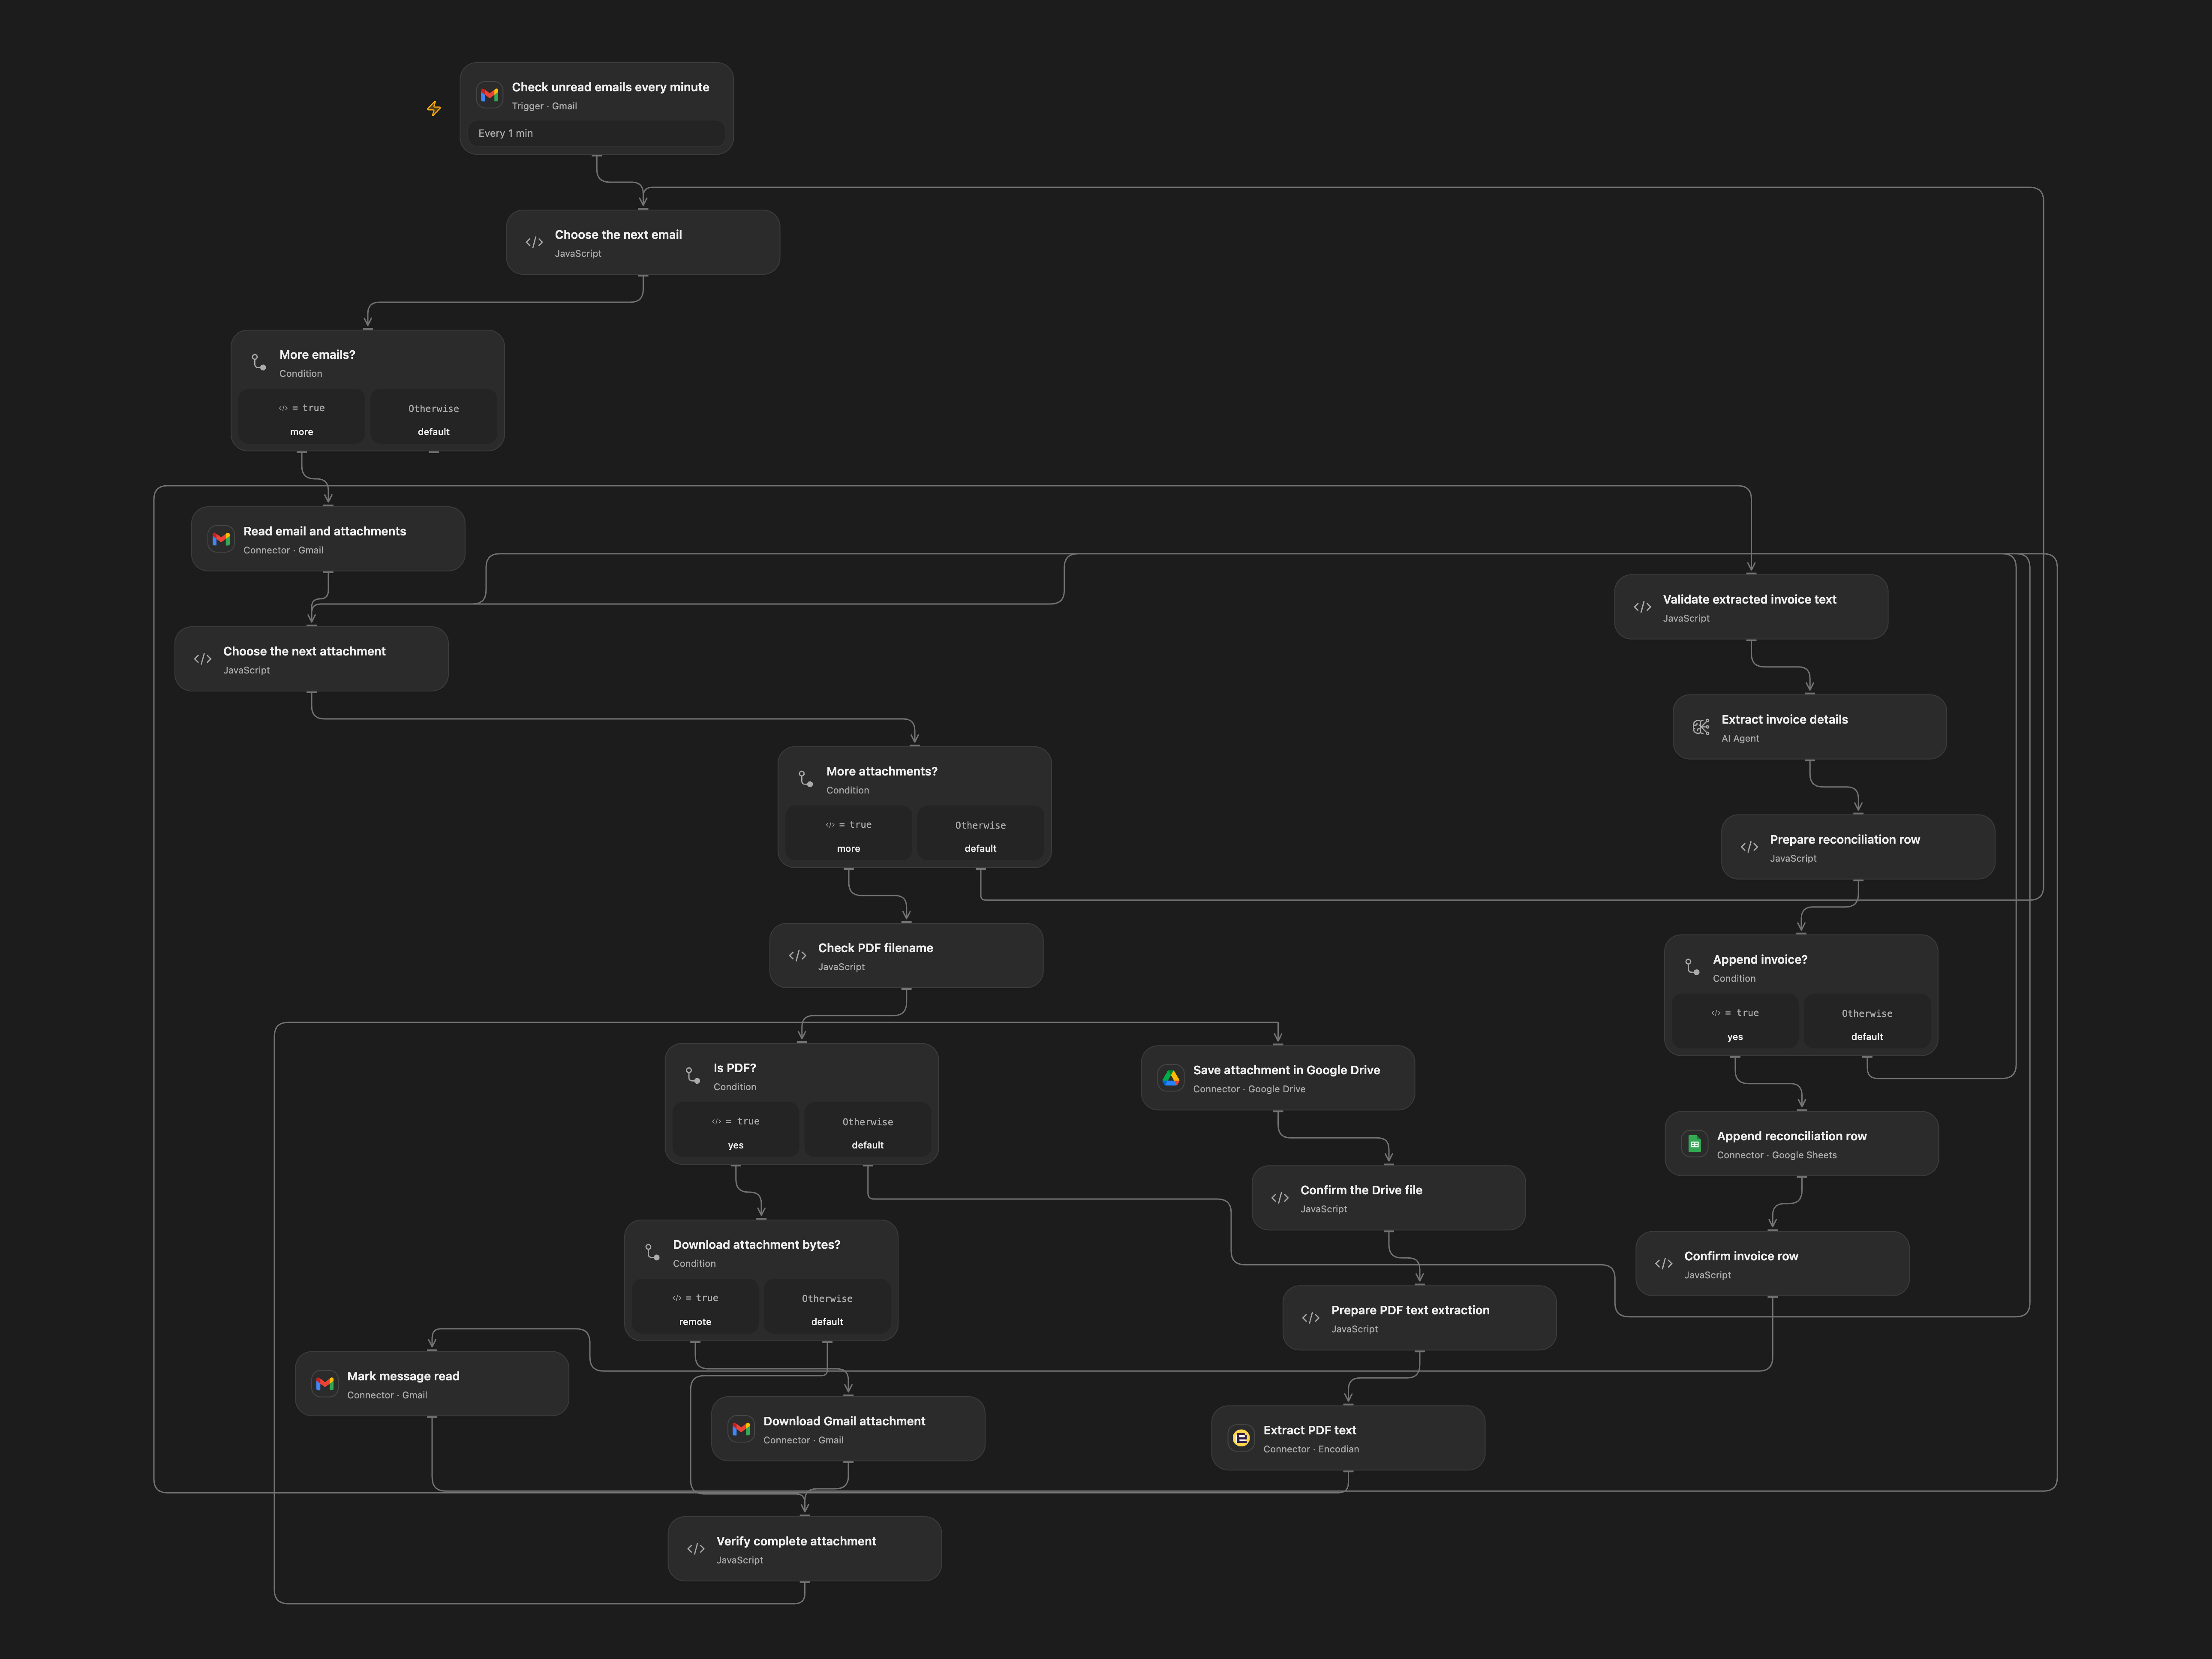 Check unread emails every minute
Trigger · Gmail
Every 1 min
Choose the next email
JavaScript
More emails?
Condition
</> = true
more
Otherwise
default
Read email and attachments
Connector · Gmail
Choose the next attachment
JavaScript
More attachments?
Condition
</> = true
more
Otherwise
default
Check PDF filename
JavaScript
Is PDF?
Condition
</> = true
yes
Otherwise
default
Download attachment bytes?
Condition
</> = true
remote
Otherwise
default
Mark message read
Connector · Gmail
Download Gmail attachment
Connector · Gmail
Verify complete attachment
JavaScript
Save attachment in Google Drive
Connector · Google Drive
Confirm the Drive file
JavaScript
Prepare PDF text extraction
JavaScript
Extract PDF text
Connector · Encodian
Validate extracted invoice text
JavaScript
Extract invoice details
AI Agent
Prepare reconciliation row
JavaScript
Append invoice?
Condition
</> = true
yes
Otherwise
default
Append reconciliation row
Connector · Google Sheets
Confirm invoice row
JavaScript